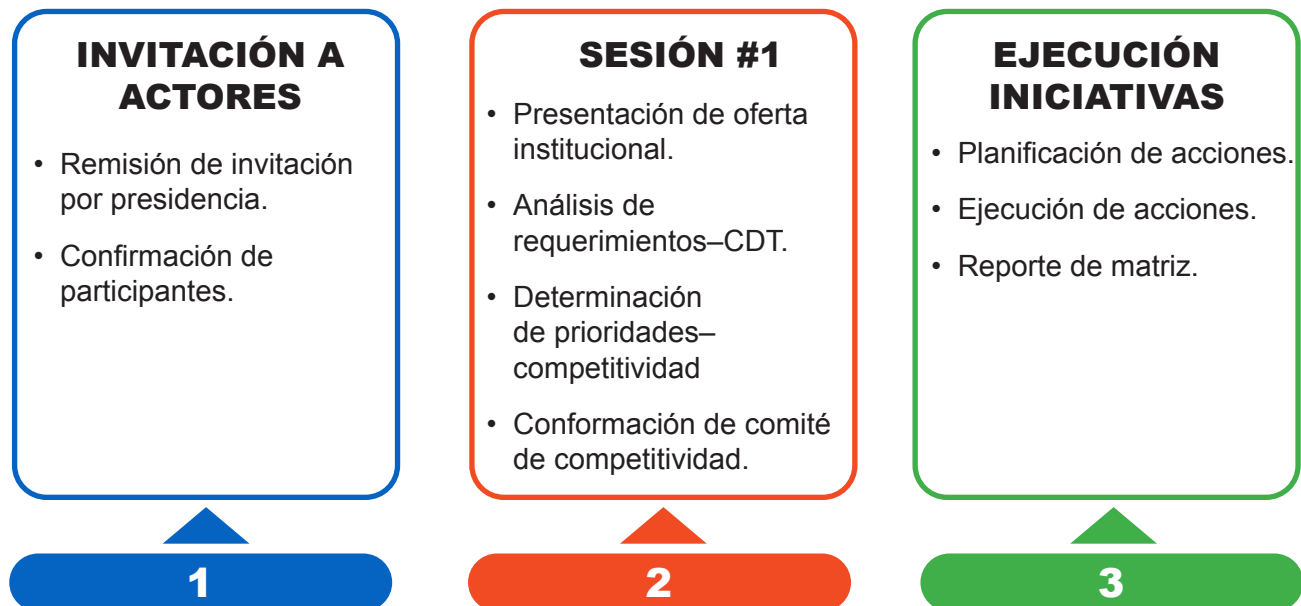 INVITACIÓN A
ACTORES
• Remisión de invitación
por presidencia.
• Confirmación de
participantes.
1
SESIÓN #1
• Presentación de oferta
institucional.
• Análisis de
requerimientos–CDT.
• Determinación
de prioridades–
competitividad
• Conformación de comité
de competitividad.
2
EJECUCIÓN
INICIATIVAS
• Planificación de acciones.
• Ejecución de acciones.
• Reporte de matriz.
3